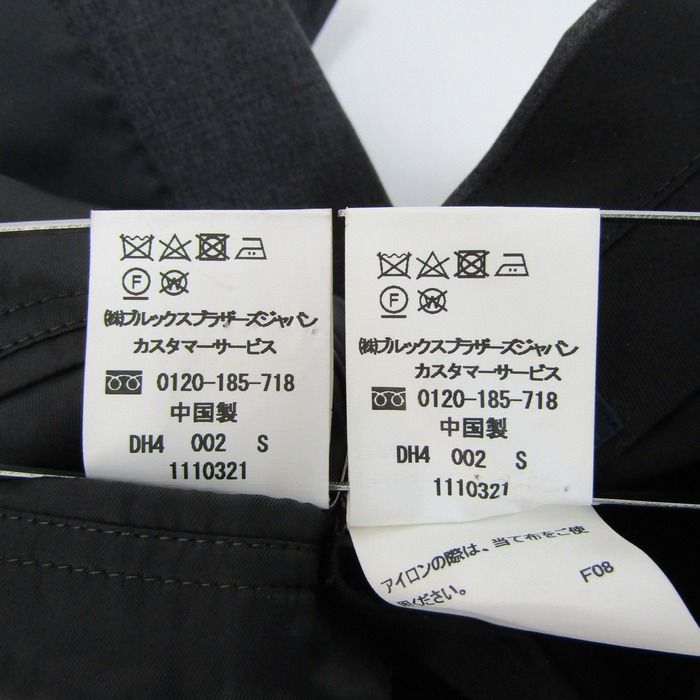 F W
㈱ブルックスブラザーズジャパン
カスタマーサービス
0120-185-718
中国製
DH4 002 S
1110321
F W
㈱ブルックスブラザーズジャパン
カスタマーサービス
0120-185-718
中国製
DH4 002 S
1110321
アイロンの際は、当て布をご使
用ください。
F08